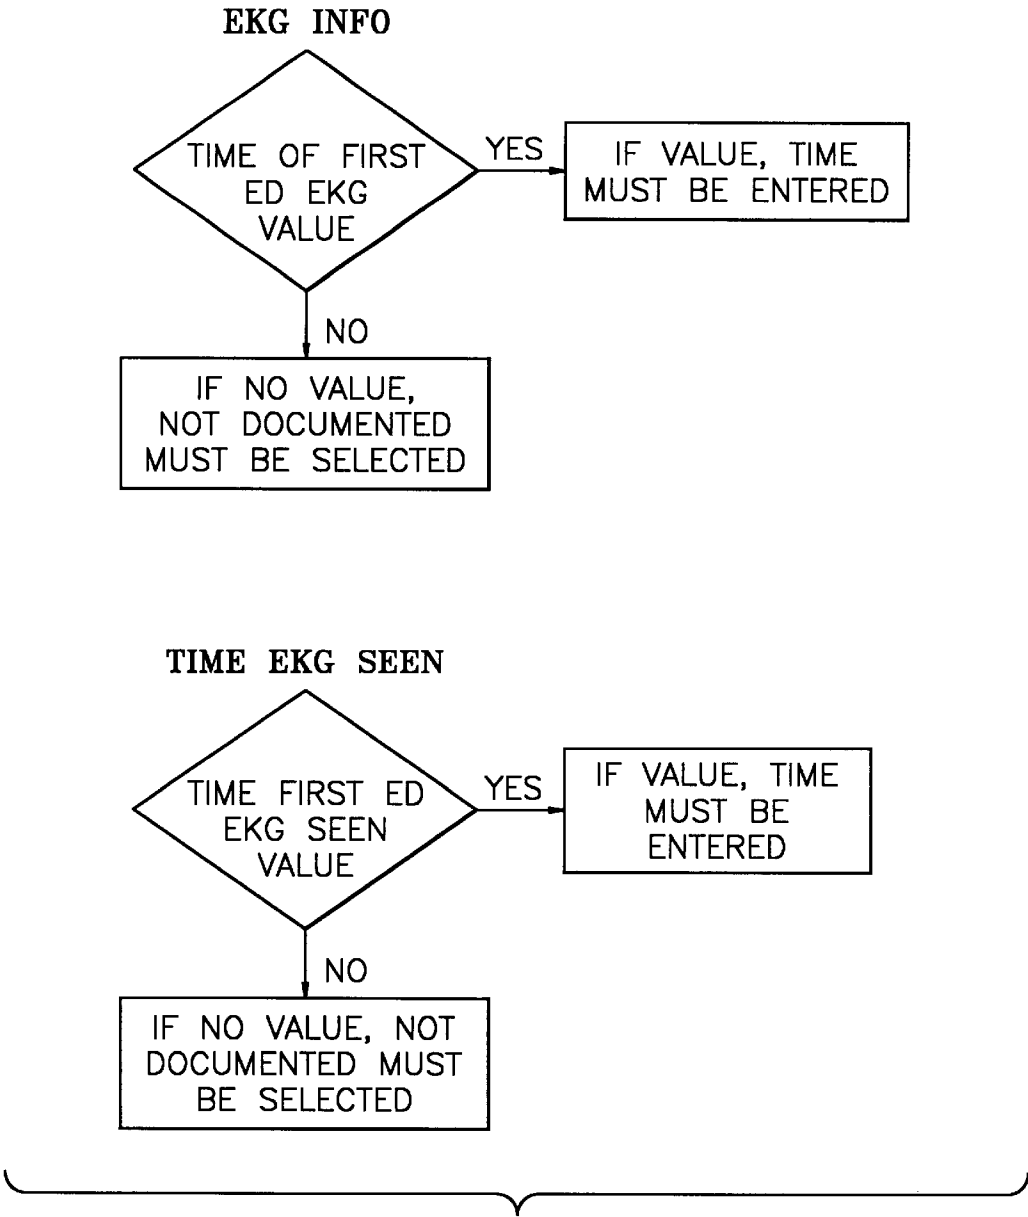 EKG INFO
TIME OF FIRST
ED EKG
VALUE
YES
IF VALUE, TIME
MUST BE ENTERED
NO
IF NO VALUE,
NOT DOCUMENTED
MUST BE SELECTED
TIME EKG SEEN
TIME FIRST ED
EKG SEEN
VALUE
YES
IF VALUE, TIME
MUST BE
ENTERED
NO
IF NO VALUE, NOT
DOCUMENTED MUST
BE SELECTED